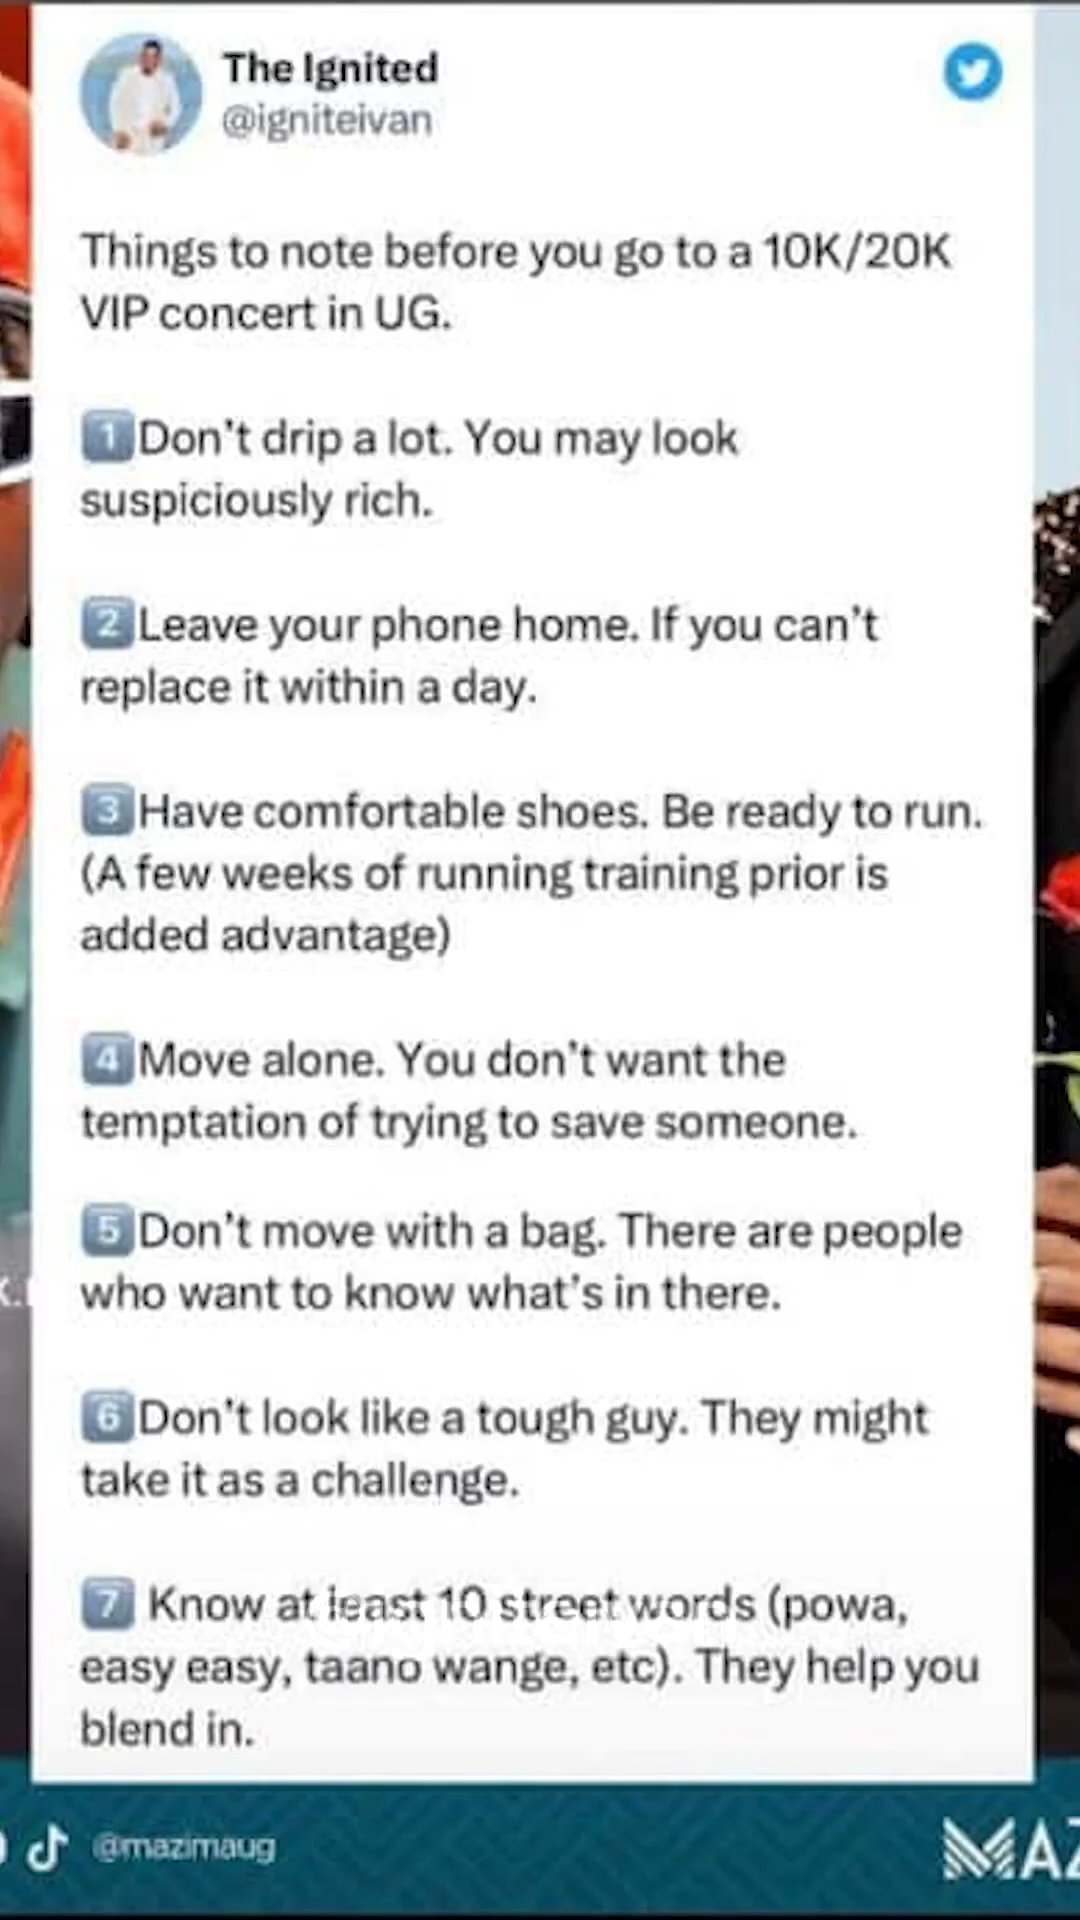 The Ignited
@igniteivan
Things to note before you go to a 10K/20K
VIP concert in UG.
1️⃣Don't drip a lot. You may look
suspiciously rich.
2️⃣Leave your phone home. If you can't
replace it within a day.
3️⃣Have comfortable shoes. Be ready to run.
(A few weeks of running training prior is
added advantage)
4️⃣Move alone. You don't want the
temptation of trying to save someone.
5️⃣Don't move with a bag. There are people
who want to know what's in there.
6️⃣Don't look like a tough guy. They might
take it as a challenge.
7️⃣ Know at least 10 street words (powa,
easy easy, taano wange, etc). They help you
blend in.
@mazimaug
MAZ